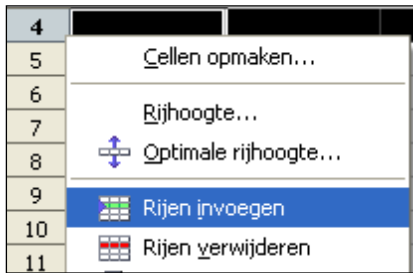 4
5 Cellen opmaken...
6
7 Rijhoogte...
8 Optimale rijhoogte...
9 Rijen invoegen
10
11 Rijen verwijderen